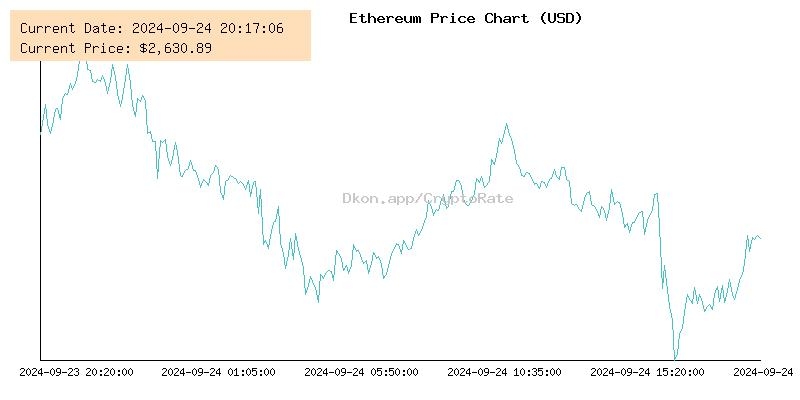 Ethereum Price Chart (USD)
Current Date: 2024-09-24 20:17:06
Current Price: $2,630.89
Dkon.app/CryptoRate
2024-09-23 20:20:00
2024-09-24 01:05:00
2024-09-24 05:50:00
2024-09-24 10:35:00
2024-09-24 15:20:00
2024-09-24